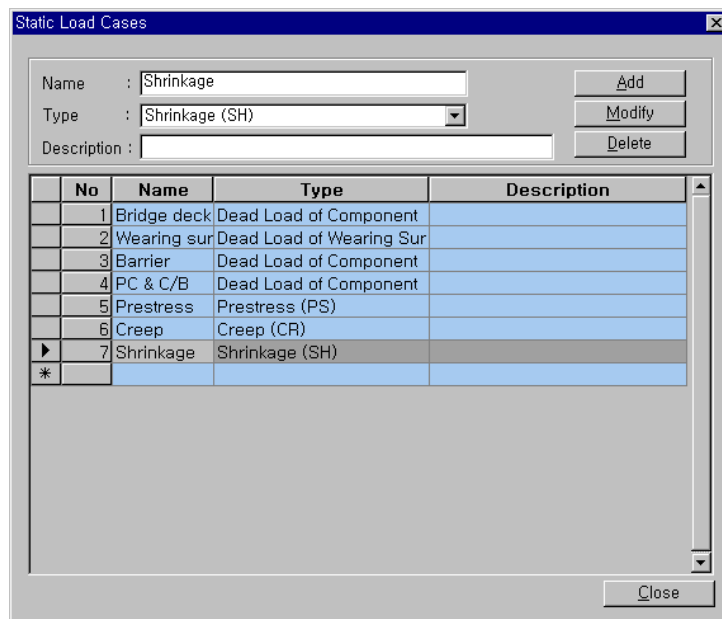 Static Load Cases
Name : Shrinkage Add
Type : Shrinkage (SH) Modify
Description : Delete
No Name Type Description
1 Bridge deck Dead Load of Component
2 Wearing sur Dead Load of Wearing Sur
3 Barrier Dead Load of Component
4 PC & C/B Dead Load of Component
5 Prestress Prestress (PS)
6 Creep Creep (CR)
7 Shrinkage Shrinkage (SH)
Close